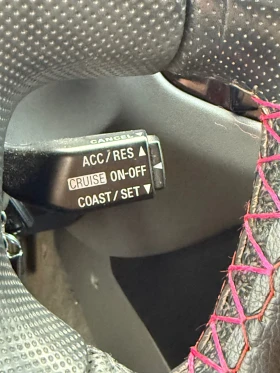 CANCEL
ACC/RES ▲
CRUISE ON-OFF
COAST/SET ▼